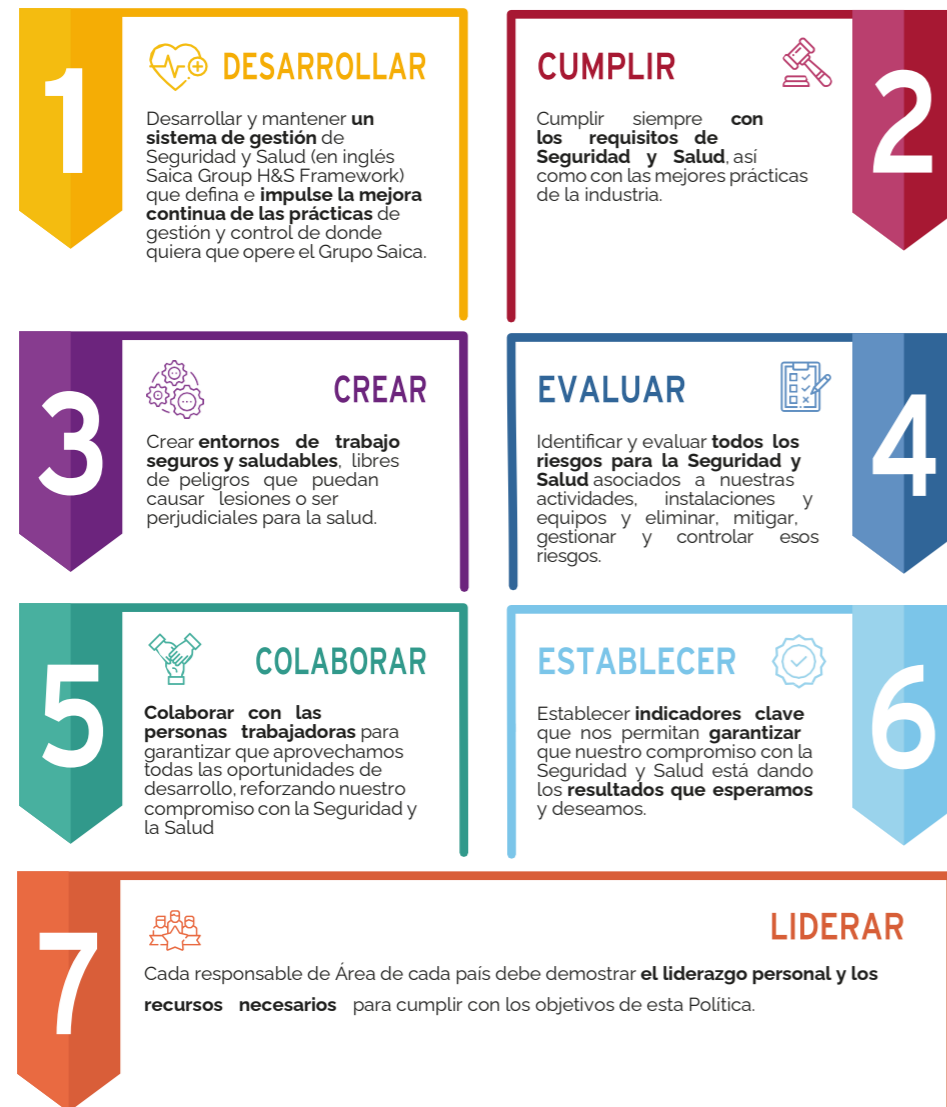 1
DESARROLLAR
Desarrollar y mantener un
sistema de gestión de
Seguridad y Salud (en inglés
Saica Group H&S Framework)
que defina e impulse la mejora
continua de las prácticas de
gestión y control de donde
quiera que opere el Grupo Saica.
CUMPLIR
2
Cumplir siempre con
los requisitos de
Seguridad y Salud, así
como con las mejores prácticas
de la industria.
3
CREAR
Crear entornos de trabajo
seguros y saludables, libres
de peligros que puedan
causar lesiones o ser
perjudiciales para la salud.
EVALUAR
4
Identificar y evaluar todos los
riesgos para la Seguridad y
Salud asociados a nuestras
actividades, instalaciones y
equipos y eliminar, mitigar,
gestionar y controlar esos
riesgos.
5
COLABORAR
Colaborar con las
personas trabajadoras para
garantizar que aprovechamos
todas las oportunidades de
desarrollo, reforzando nuestro
compromiso con la Seguridad y
la Salud
ESTABLECER
6
Establecer indicadores clave
que nos permitan garantizar
que nuestro compromiso con la
Seguridad y Salud está dando
los resultados que esperamos
y deseamos.
7
LIDERAR
Cada responsable de Área de cada país debe demostrar el liderazgo personal y los
recursos necesarios para cumplir con los objetivos de esta Política.